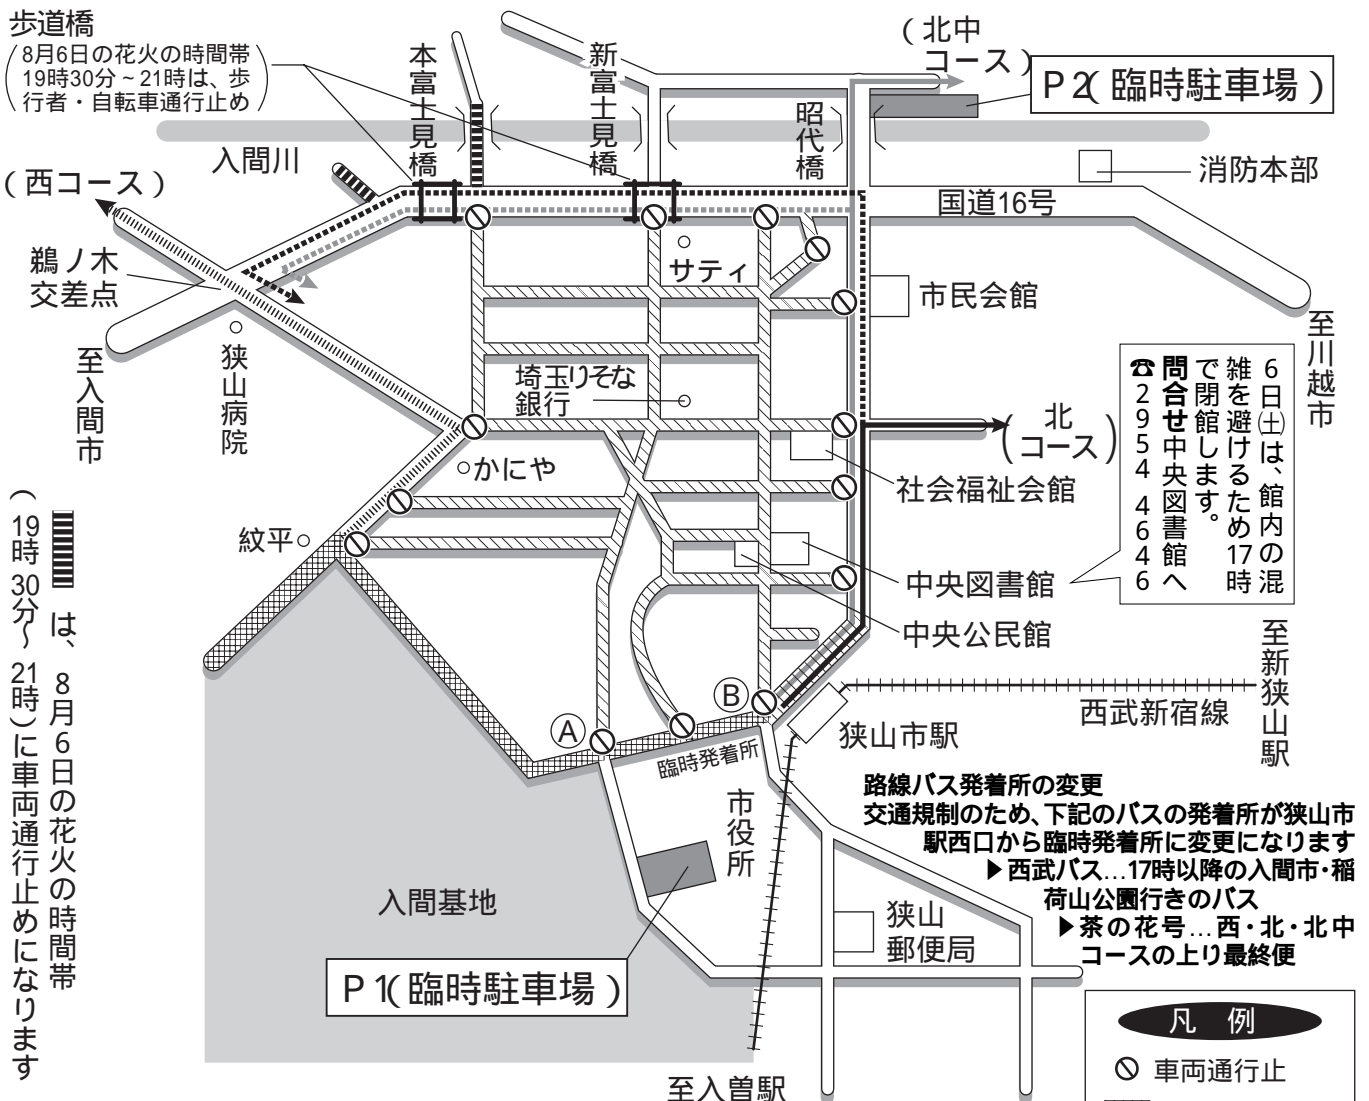 歩道橋
(8月6日の花火の時間帯
19時30分~21時は、歩
行者・自転車通行止め)
本富士見橋
新富士見橋
昭代橋
(北中
コース)
P2(臨時駐車場)
入間川
消防本部
(西コース)
国道16号
鵜ノ木
交差点
サティ
市民会館
至川越市
至入間市
狭山病院
埼玉りそな
銀行
北
(コース)
6日(土)は、館内の混
雑を避けるため17時
で閉館します。
問合せ中央図書館へ
☎2954 4646
かにや
社会福祉会館
紋平
中央図書館
中央公民館
は、8月6日の花火の時間帯
(19時30分~21時)に車両通行止めになります
至新狭山駅
Ⓑ
西武新宿線
Ⓐ
狭山市駅
臨時発着所
市役所
路線バス発着所の変更
交通規制のため、下記のバスの発着所が狭山市
駅西口から臨時発着所に変更になります
▶西武バス…17時以降の入間市・稲
荷山公園行きのバス
▶茶の花号…西・北・北中
コースの上り最終便
入間基地
狭山
郵便局
P1(臨時駐車場)
至入曽駅
凡例
車両通行止